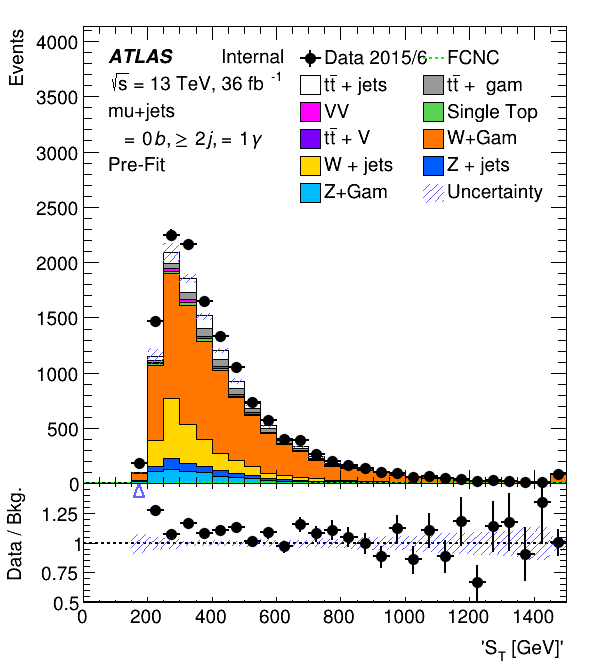 Events
4000
3500
3000
2500
2000
1500
1000
500
0
ATLAS Internal
√s = 13 TeV, 36 fb⁻¹
mu+jets
= 0b, ≥ 2j, = 1γ
Pre-Fit
Data 2015/6 FCNC
tt̄ + jets tt̄ + gam
VV Single Top
tt̄ + V W+Gam
W + jets Z + jets
Z+Gam Uncertainty
Data / Bkg.
1.25
1
0.75
0.5
0 200 400 600 800 1000 1200 1400
'S_T [GeV]'